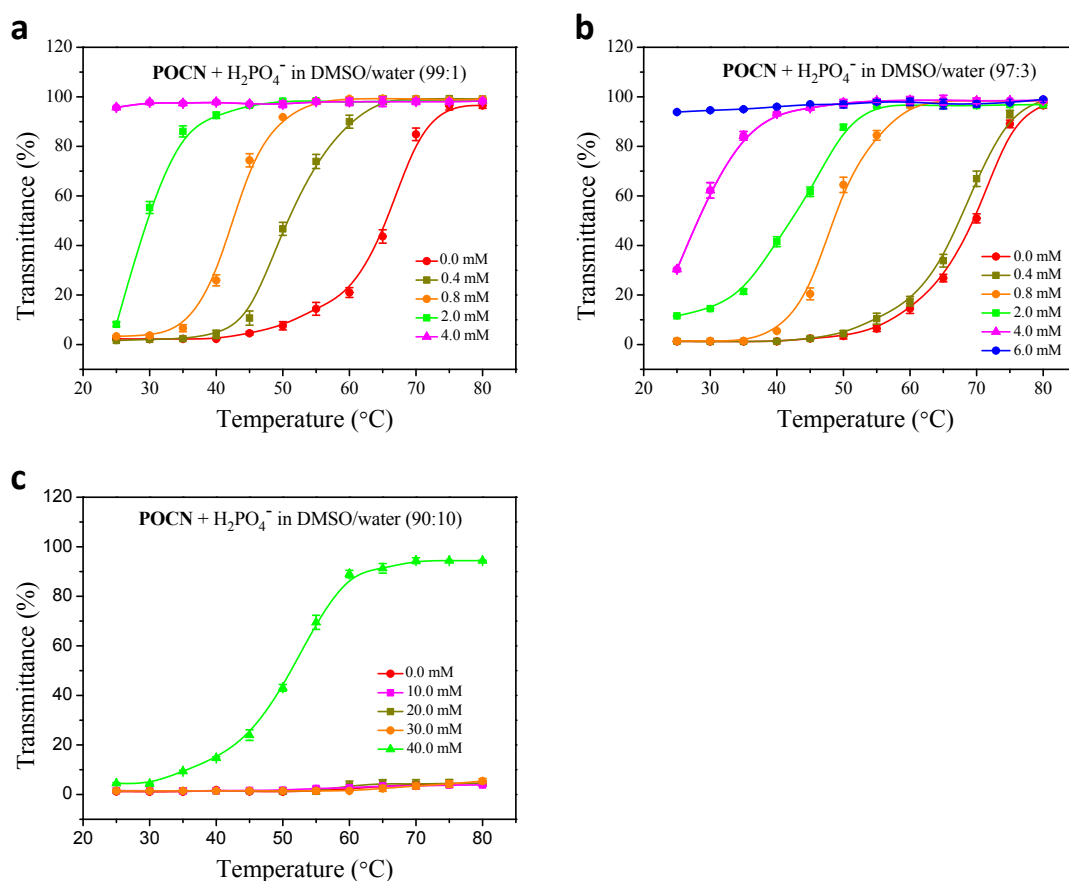 a
120
100
80
60
40
20
0
Transmittance (%)
POCN + H₂PO₄⁻ in DMSO/water (99:1)
0.0 mM
0.4 mM
0.8 mM
2.0 mM
4.0 mM
20 30 40 50 60 70 80
Temperature (°C)
b
120
100
80
60
40
20
0
Transmittance (%)
POCN + H₂PO₄⁻ in DMSO/water (97:3)
0.0 mM
0.4 mM
0.8 mM
2.0 mM
4.0 mM
6.0 mM
20 30 40 50 60 70 80
Temperature (°C)
c
120
100
80
60
40
20
0
Transmittance (%)
POCN + H₂PO₄⁻ in DMSO/water (90:10)
0.0 mM
10.0 mM
20.0 mM
30.0 mM
40.0 mM
20 30 40 50 60 70 80
Temperature (°C)